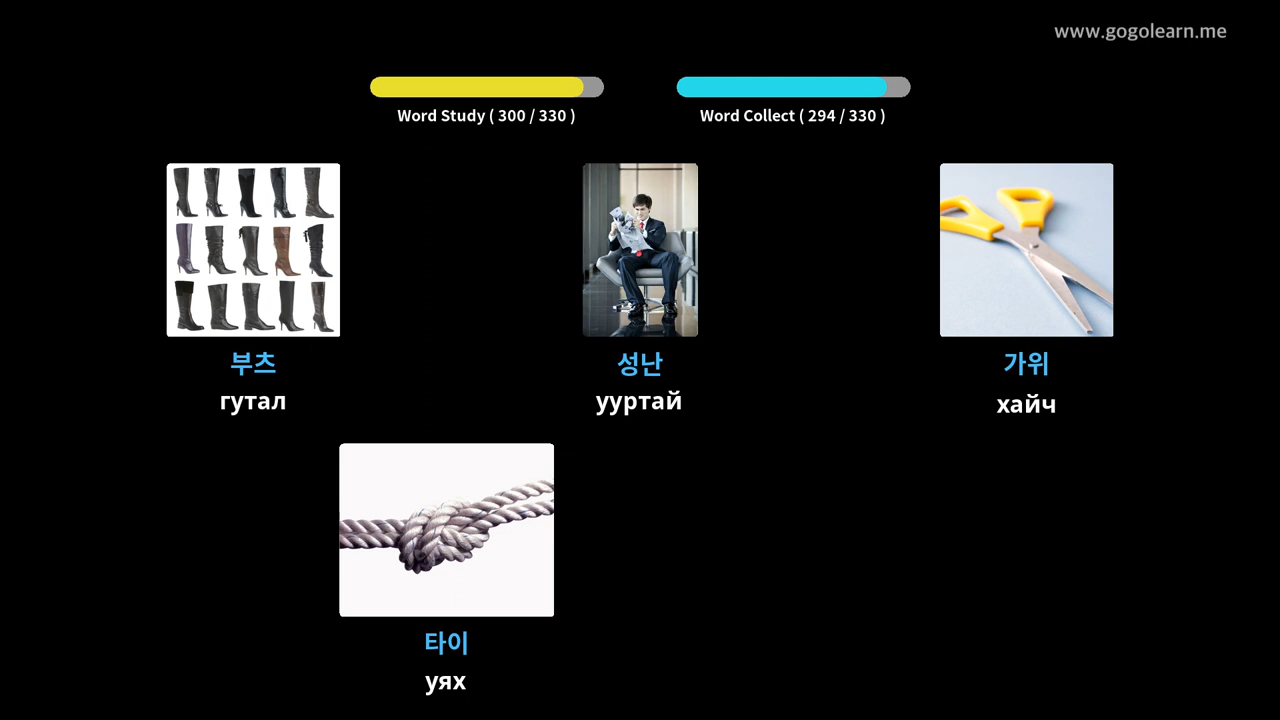 www.gogolearn.me
Word Study ( 300 / 330 )
Word Collect ( 294 / 330 )
부츠
гутал
성난
ууртай
가위
хайч
타이
уях